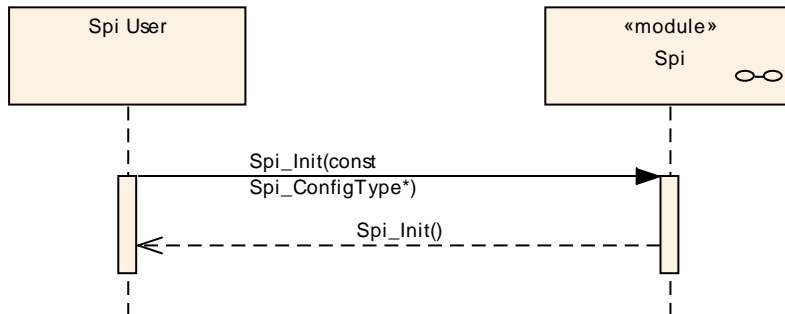 Spi User
«module»
Spi
Spi_Init(const
Spi_ConfigType*)
Spi_Init()